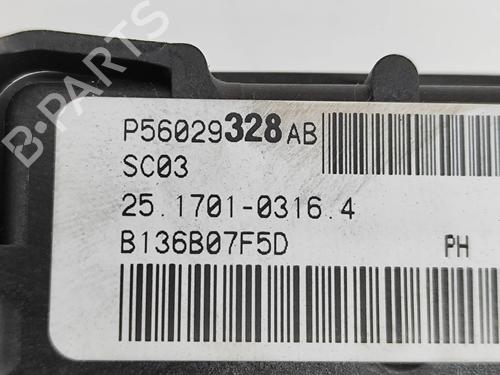 B-PARTS
P56029328AB
SC03
25.1701-0316.4
B136B07F5D PH